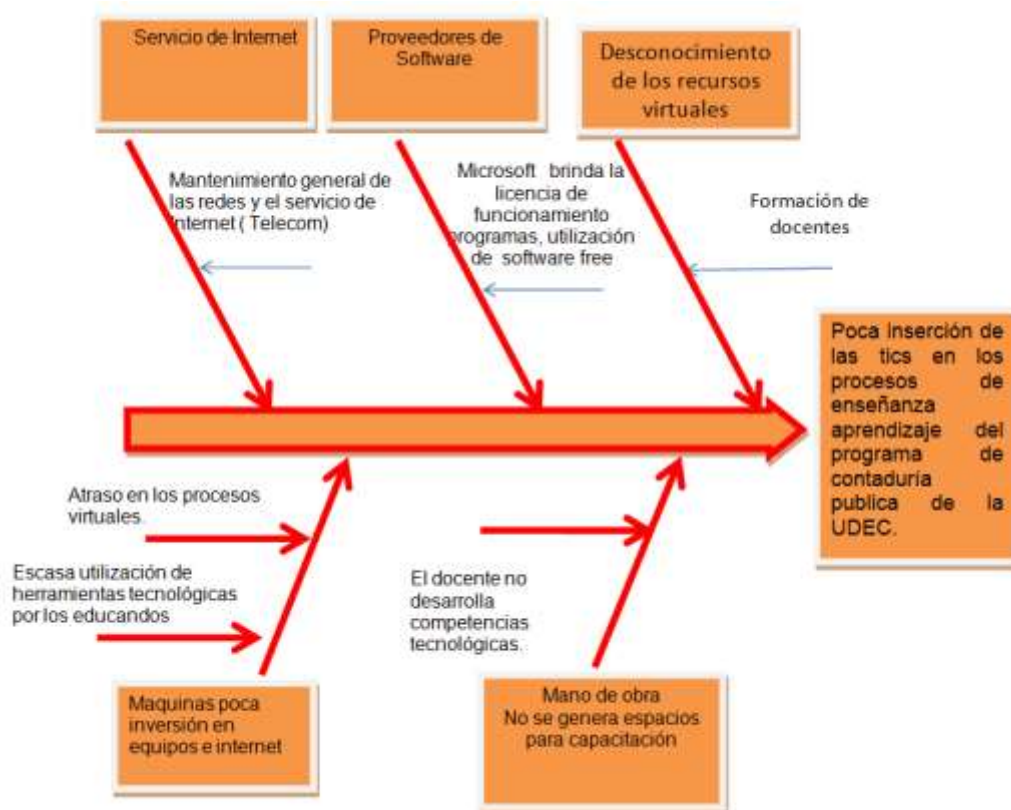 Servicio de Internet
Proveedores de
Software
Desconocimiento
de los recursos
virtuales
Mantenimiento general de
las redes y el servicio de
Internet ( Telecom)
Microsoft brinda la
licencia de
funcionamiento
programas, utilización
de software free
Formación de
docentes
Poca inserción de
las tics en los
procesos de
enseñanza
aprendizaje del
programa de
contaduría
publica de la
UDEC.
Atraso en los procesos
virtuales.
Escasa utilización de
herramientas tecnológicas
por los educandos
El docente no
desarrolla
competencias
tecnológicas.
Maquinas poca
inversión en
equipos e internet
Mano de obra
No se genera espacios
para capacitación